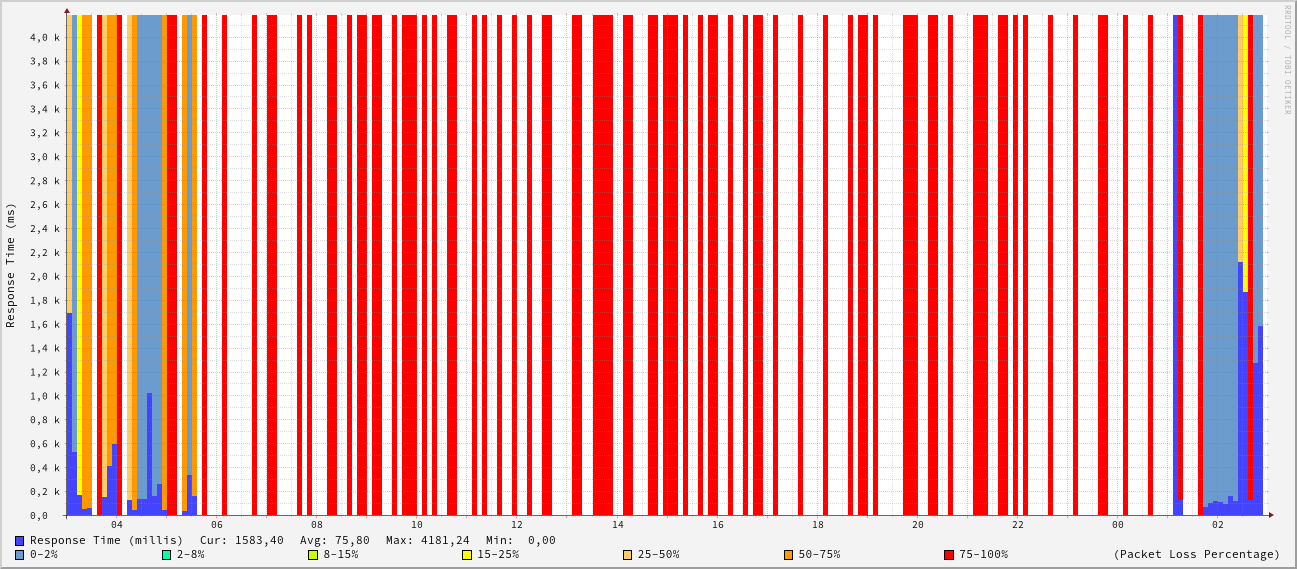 RRDTOOL / TOBI OETIKER
Response Time (ms)
4,0 k
3,8 k
3,6 k
3,4 k
3,2 k
3,0 k
2,8 k
2,6 k
2,4 k
2,2 k
2,0 k
1,8 k
1,6 k
1,4 k
1,2 k
1,0 k
0,8 k
0,6 k
0,4 k
0,2 k
0,0
04 06 08 10 12 14 16 18 20 22 00 02
Response Time (millis) Cur: 1583,40 Avg: 75,80 Max: 4181,24 Min: 0,00
0-2% 2-8% 8-15% 15-25% 25-50% 50-75% 75-100% (Packet Loss Percentage)